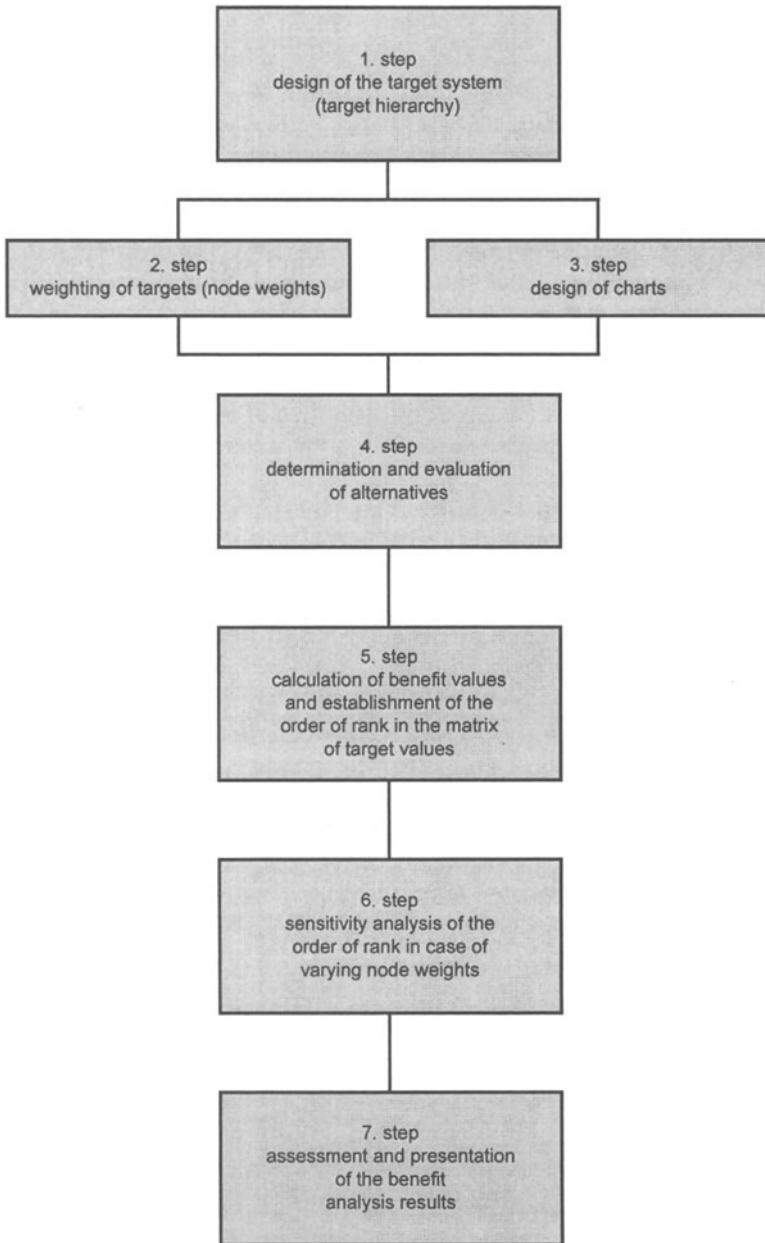 1. step
design of the target system
(target hierarchy)
2. step
weighting of targets (node weights)
3. step
design of charts
4. step
determination and evaluation
of alternatives
5. step
calculation of benefit values
and establishment of the
order of rank in the matrix
of target values
6. step
sensitivity analysis of the
order of rank in case of
varying node weights
7. step
assessment and presentation
of the benefit
analysis results